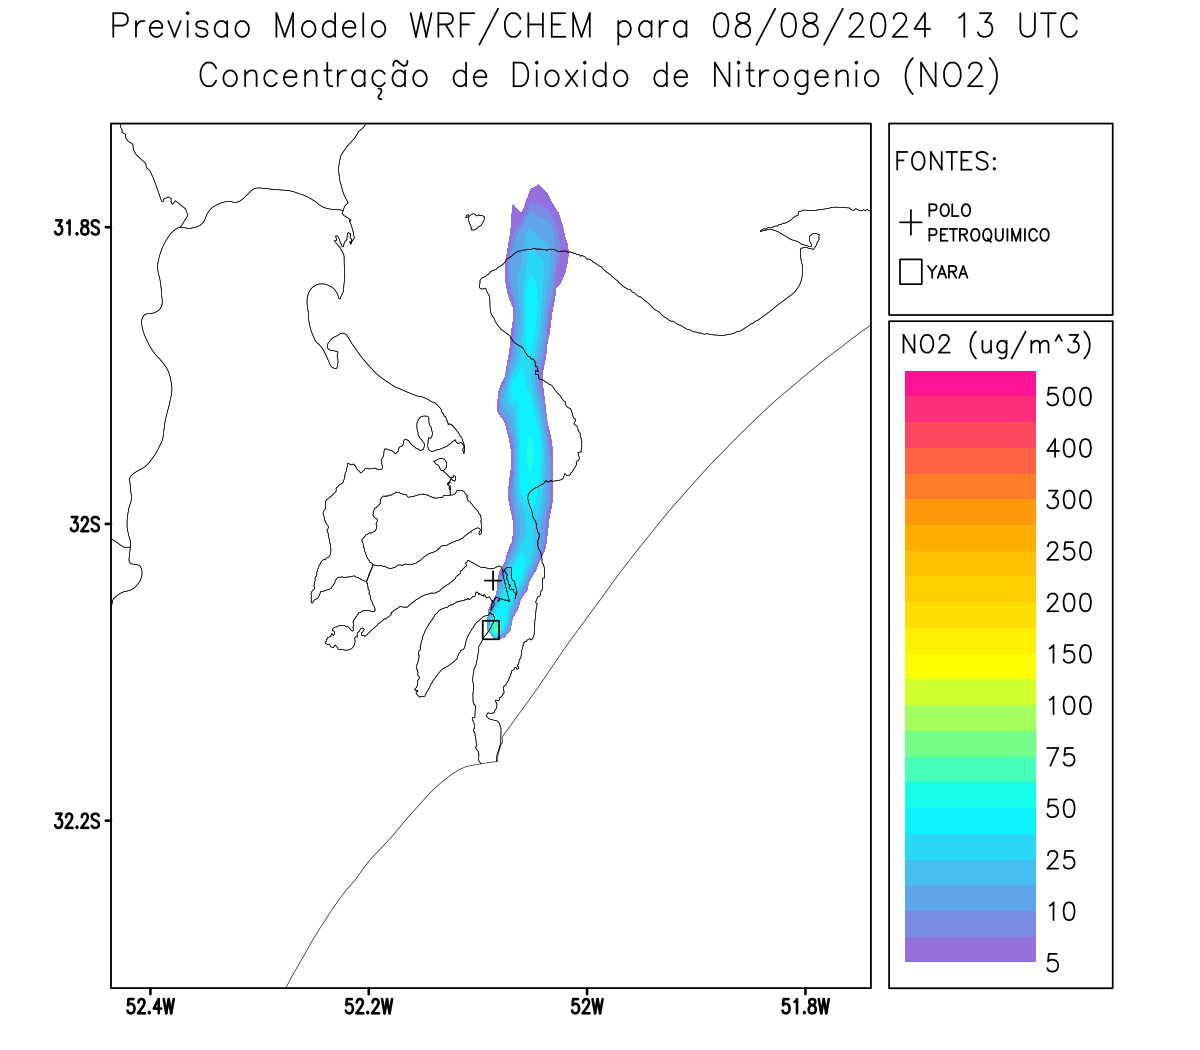 Previsao Modelo WRF/CHEM para 08/08/2024 13 UTC
Concentração de Dioxido de Nitrogenio (NO2)
FONTES:
POLO
PETROQUIMICO
YARA
31.8S
32S
32.2S
52.4W
52.2W
52W
51.8W
NO2 (ug/m^3)
500
400
300
250
200
150
100
75
50
25
10
5